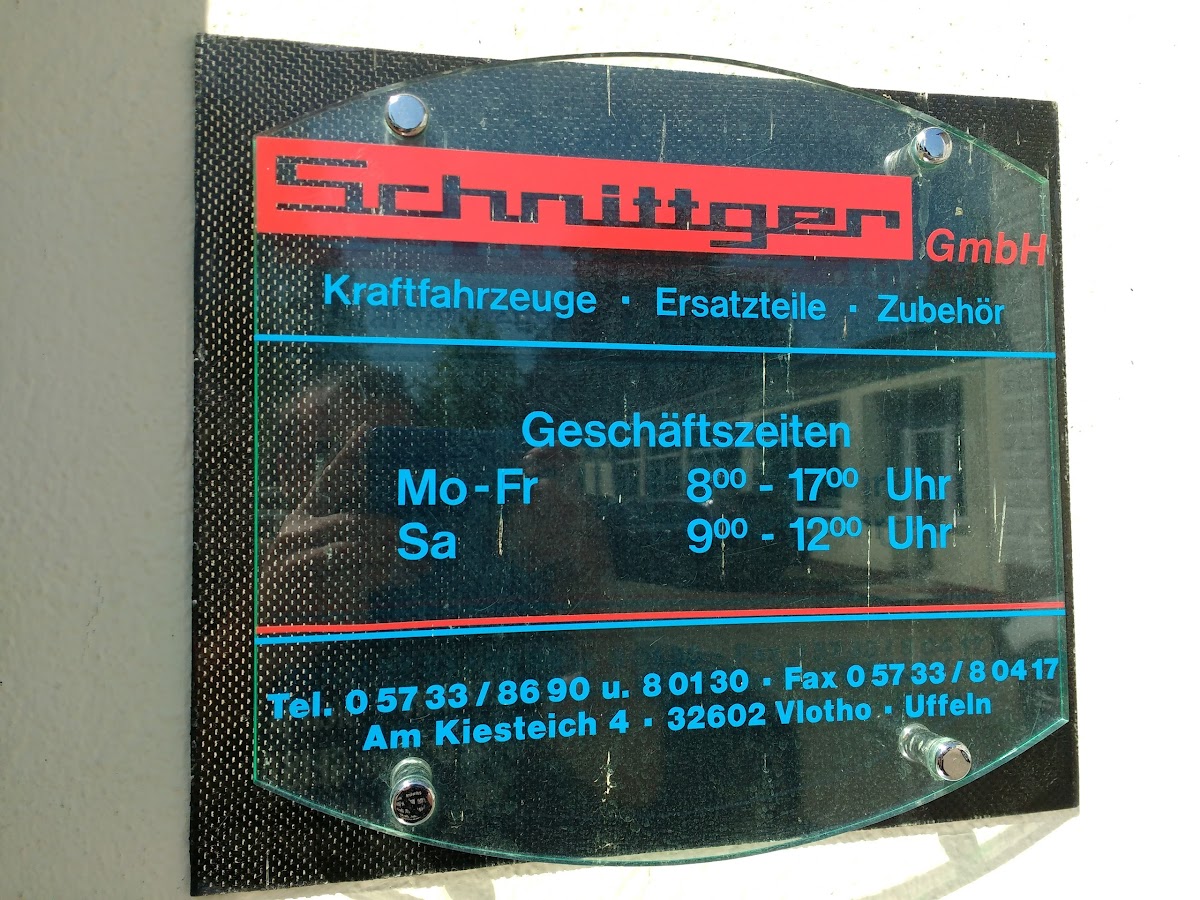 Schnittger GmbH
Kraftfahrzeuge · Ersatzteile · Zubehör
Geschäftszeiten
Mo-Fr 8⁰⁰ - 17⁰⁰ Uhr
Sa 9⁰⁰ - 12⁰⁰ Uhr
Tel. 0 57 33 / 86 90 u. 8 01 30 · Fax 0 57 33 / 8 04 17
Am Kiesteich 4 · 32602 Vlotho · Uffeln